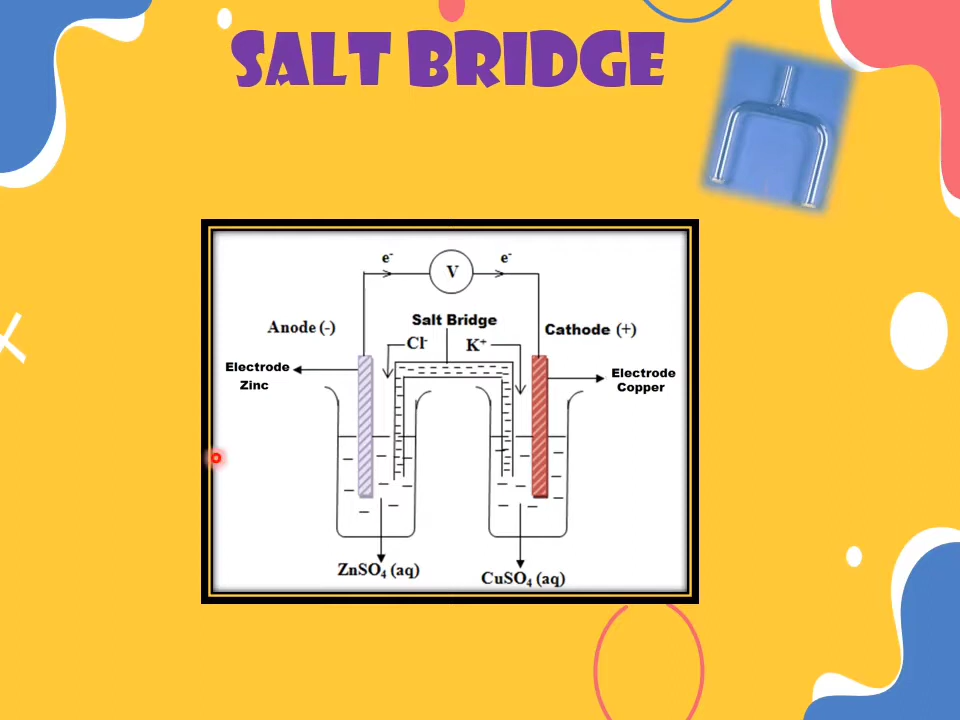 SALT BRIDGE
e⁻
V
e⁻
Anode (-)
Salt Bridge
Cathode (+)
Cl⁻
K⁺
Electrode
Zinc
Electrode
Copper
ZnSO₄ (aq)
CuSO₄ (aq)